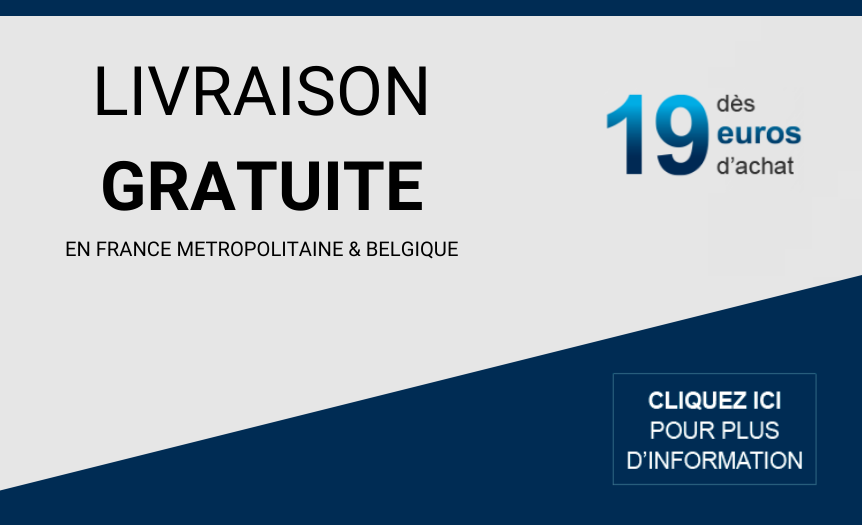 LIVRAISON
GRATUITE
EN FRANCE METROPOLITAINE & BELGIQUE
19
dès
euros
d'achat
CLIQUEZ ICI
POUR PLUS
D'INFORMATION